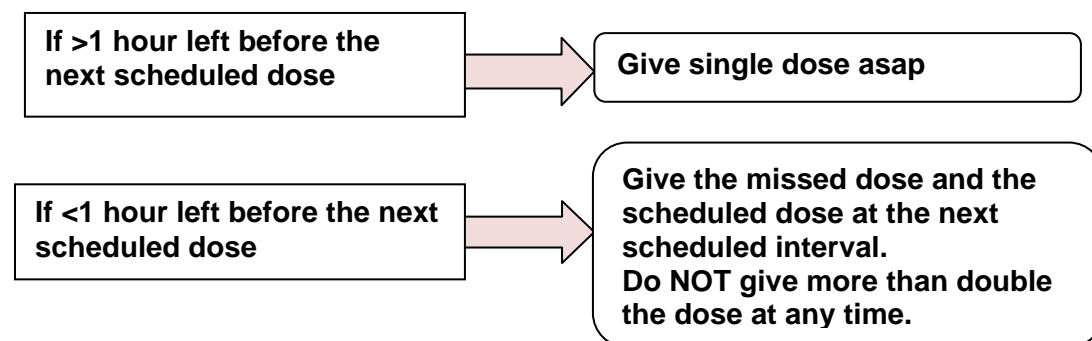 If >1 hour left before the
next scheduled dose
Give single dose asap
If <1 hour left before the next
scheduled dose
Give the missed dose and the
scheduled dose at the next
scheduled interval.
Do NOT give more than double
the dose at any time.